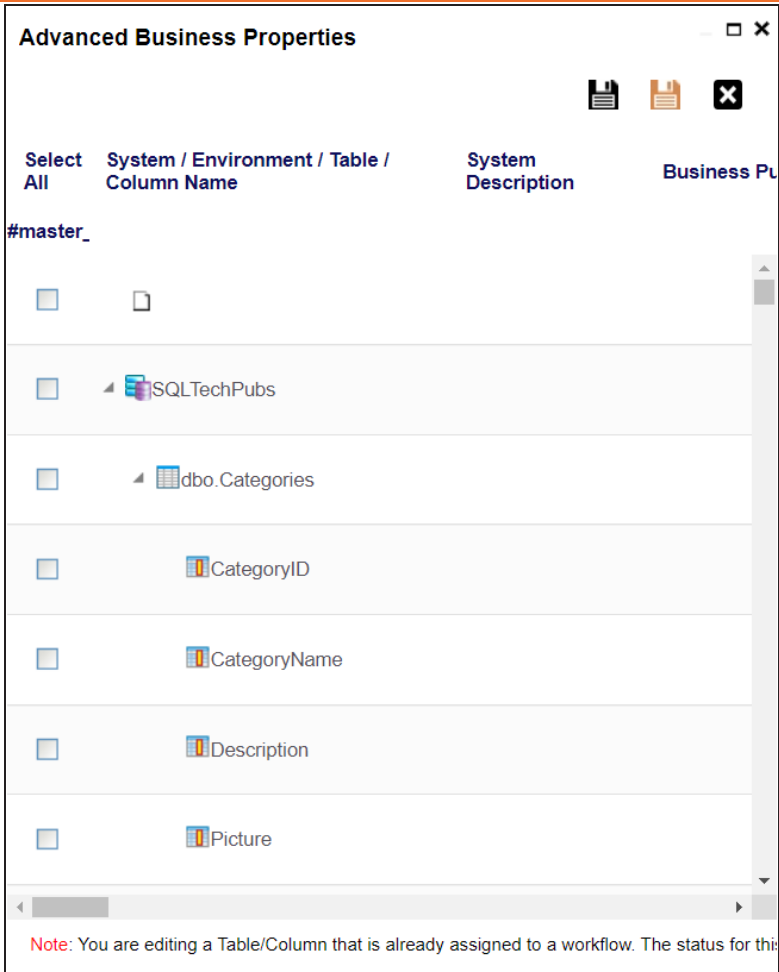 Advanced Business Properties
Select All
System / Environment / Table / Column Name
System Description
Business Pu
#master_
SQLTechPubs
dbo.Categories
CategoryID
CategoryName
Description
Picture
Note: You are editing a Table/Column that is already assigned to a workflow. The status for this